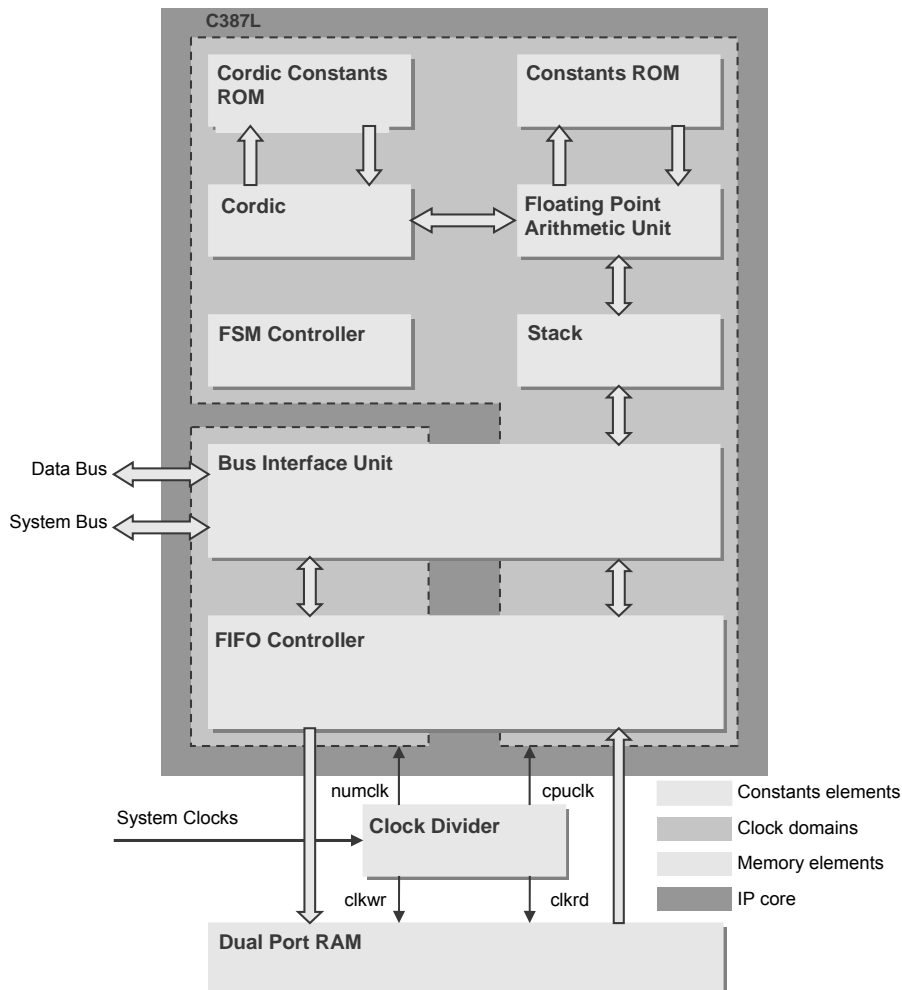 C387L
Cordic Constants
ROM
Constants ROM
Cordic
Floating Point
Arithmetic Unit
FSM Controller
Stack
Data Bus
Bus Interface Unit
System Bus
FIFO Controller
numclk
cpuclk
System Clocks
Clock Divider
clkwr
clkrd
Dual Port RAM
Constants elements
Clock domains
Memory elements
IP core